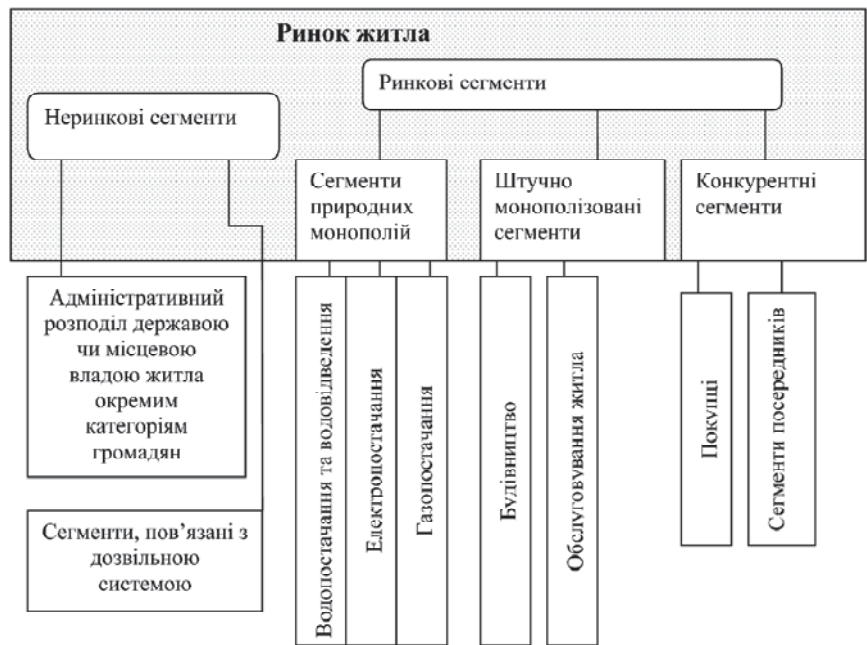 Ринок житла
Ринкові сегменти
Неринкові сегменти
Сегменти
природних
монополій
Штучно
монополізовані
сегменти
Конкурентні
сегменти
Адміністративний
розподіл державою
чи місцевою
владою житла
окремим
категоріям
громадян
Сегменти, пов’язані з
дозвільною
системою
Водопостачання та водовідведення
Електропостачання
Газопостачання
Будівництво
Обслуговування житла
Покупці
Сегменти посередників